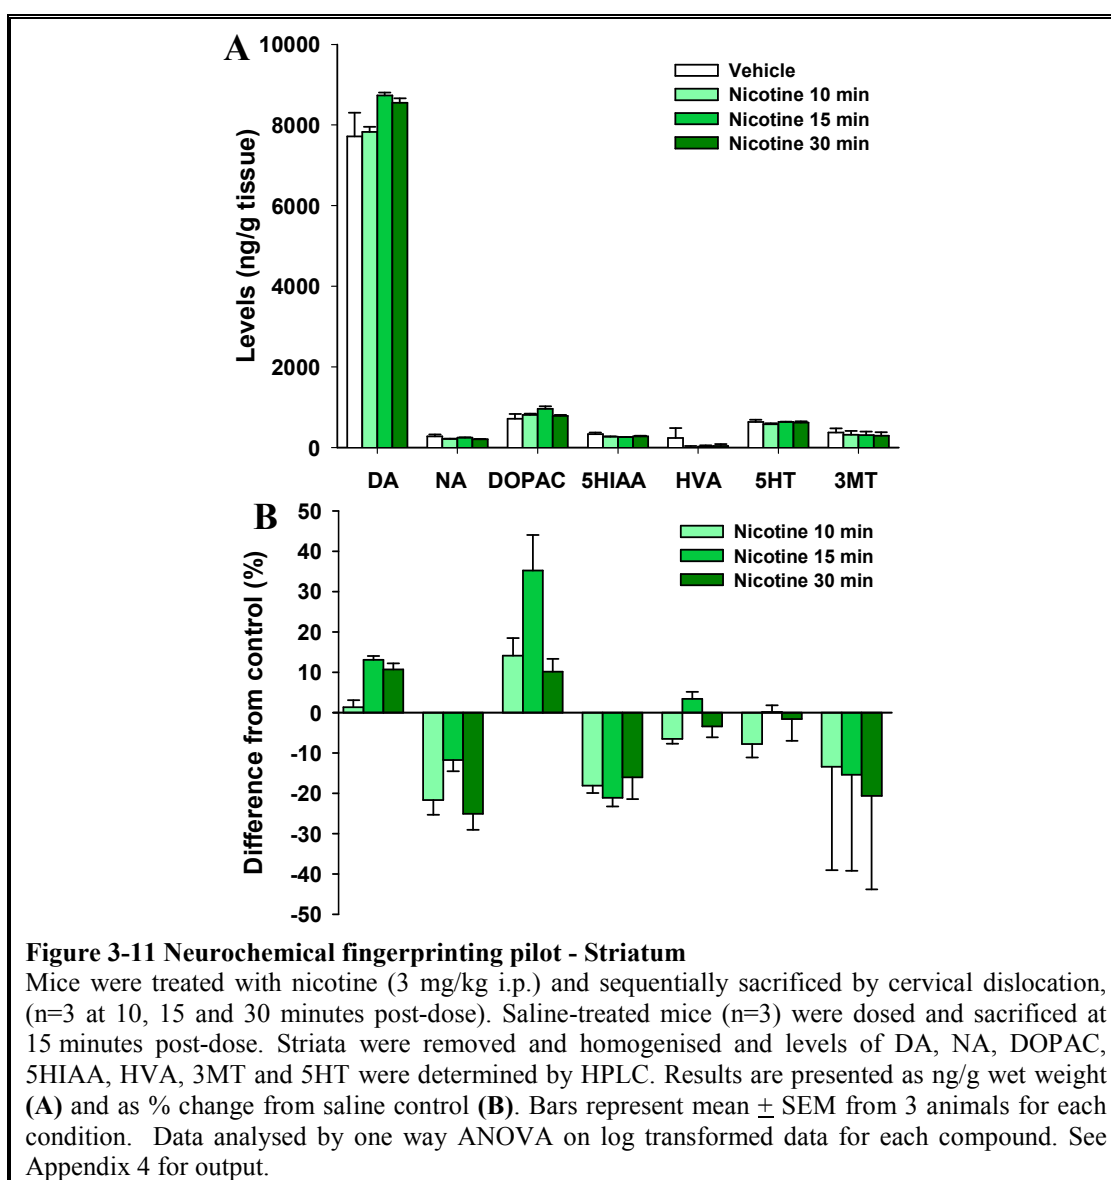 A
10000
8000
6000
4000
2000
0
Levels (ng/g tissue)
Vehicle
Nicotine 10 min
Nicotine 15 min
Nicotine 30 min
DA NA DOPAC 5HIAA HVA 5HT 3MT
B
50
40
30
20
10
0
-10
-20
-30
-40
-50
Difference from control (%)
Nicotine 10 min
Nicotine 15 min
Nicotine 30 min
Figure 3-11 Neurochemical fingerprinting pilot - Striatum
Mice were treated with nicotine (3 mg/kg i.p.) and sequentially sacrificed by cervical dislocation,
(n=3 at 10, 15 and 30 minutes post-dose). Saline-treated mice (n=3) were dosed and sacrificed at
15 minutes post-dose. Striata were removed and homogenised and levels of DA, NA, DOPAC,
5HIAA, HVA, 3MT and 5HT were determined by HPLC. Results are presented as ng/g wet weight
(A) and as % change from saline control (B). Bars represent mean ± SEM from 3 animals for each
condition. Data analysed by one way ANOVA on log transformed data for each compound. See
Appendix 4 for output.